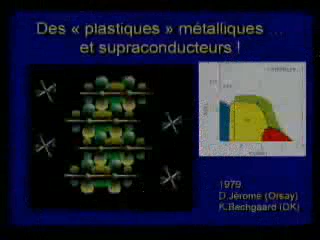 Des « plastiques » métalliques ...
et supraconducteurs !
1979
D.Jérome (Orsay)
K.Bechgaard (DK)